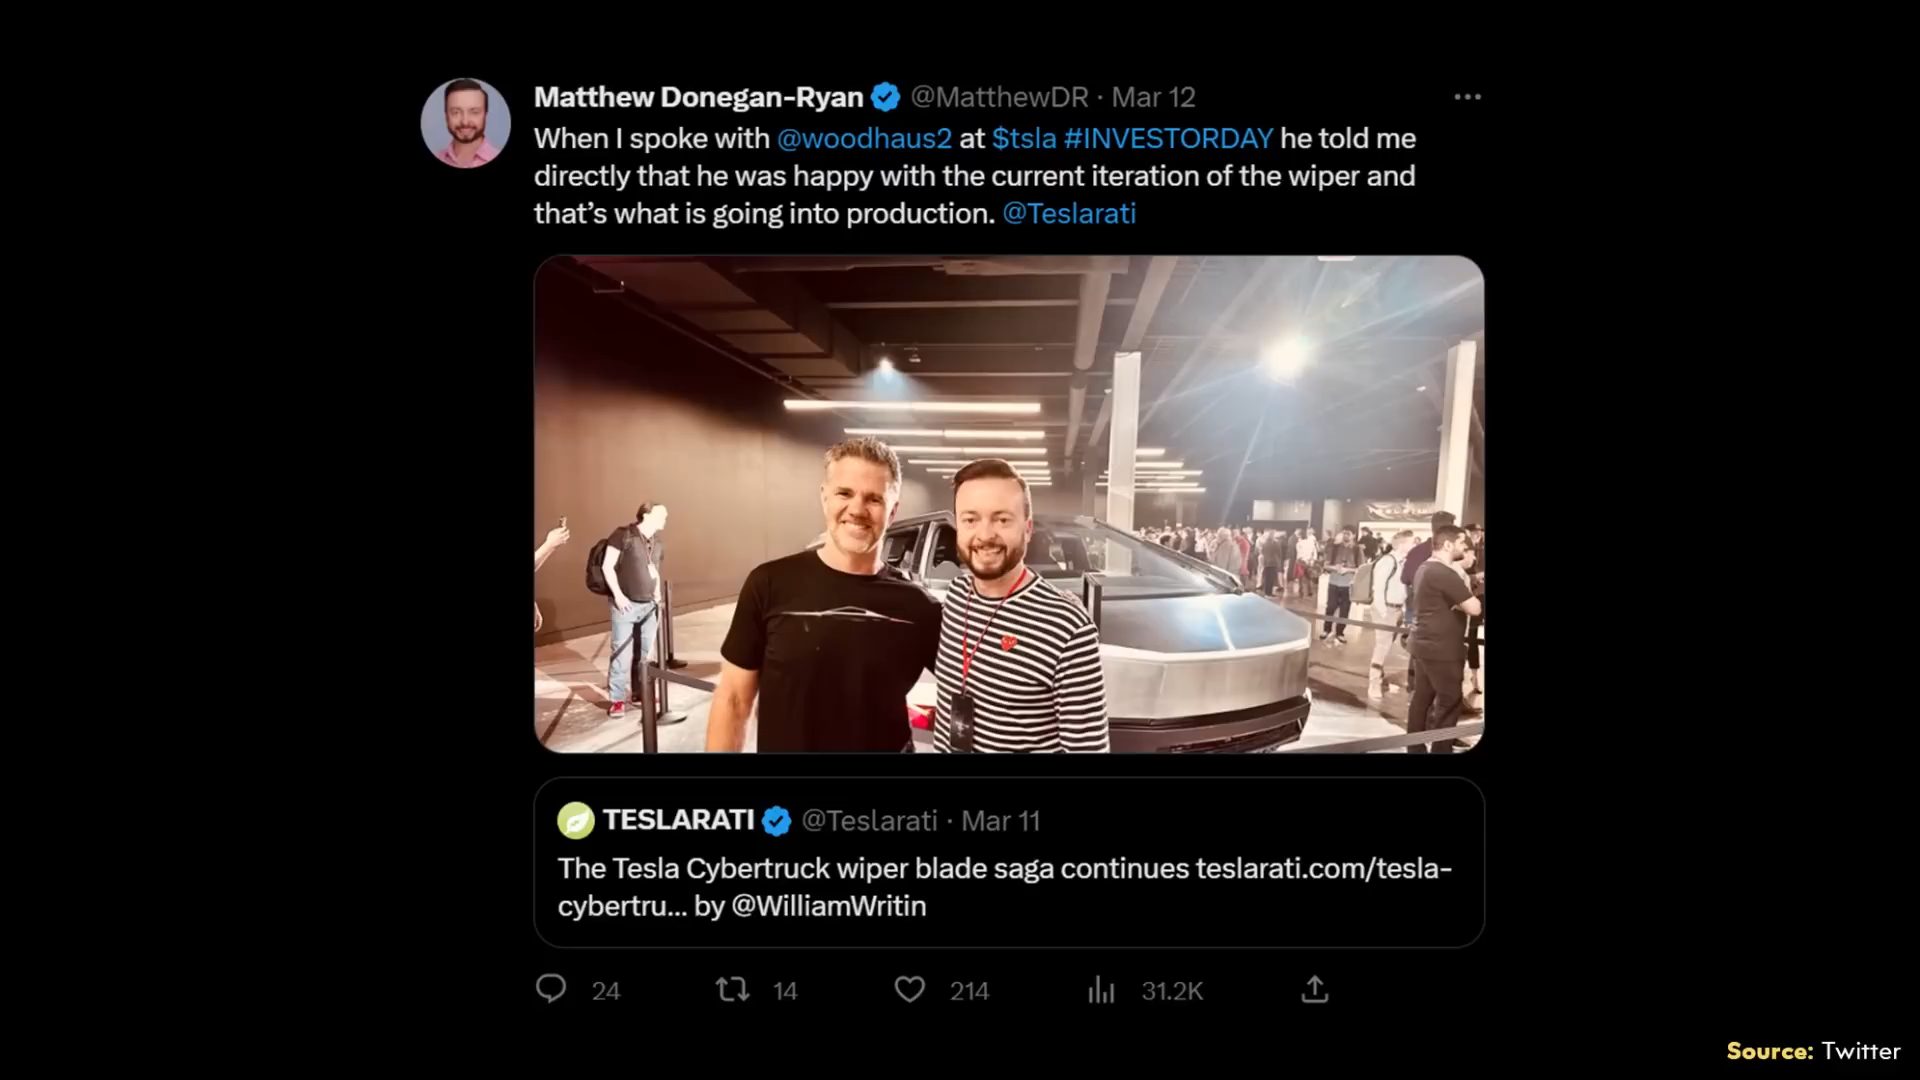 Matthew Donegan-Ryan @MatthewDR · Mar 12
When I spoke with @woodhaus2 at $tsla #INVESTORDAY he told me
directly that he was happy with the current iteration of the wiper and
that’s what is going into production. @Teslarati
TESLARATI @Teslarati · Mar 11
The Tesla Cybertruck wiper blade saga continues teslarati.com/tesla-
cybertru... by @WilliamWritin
24 14 214 31.2K
Source: Twitter